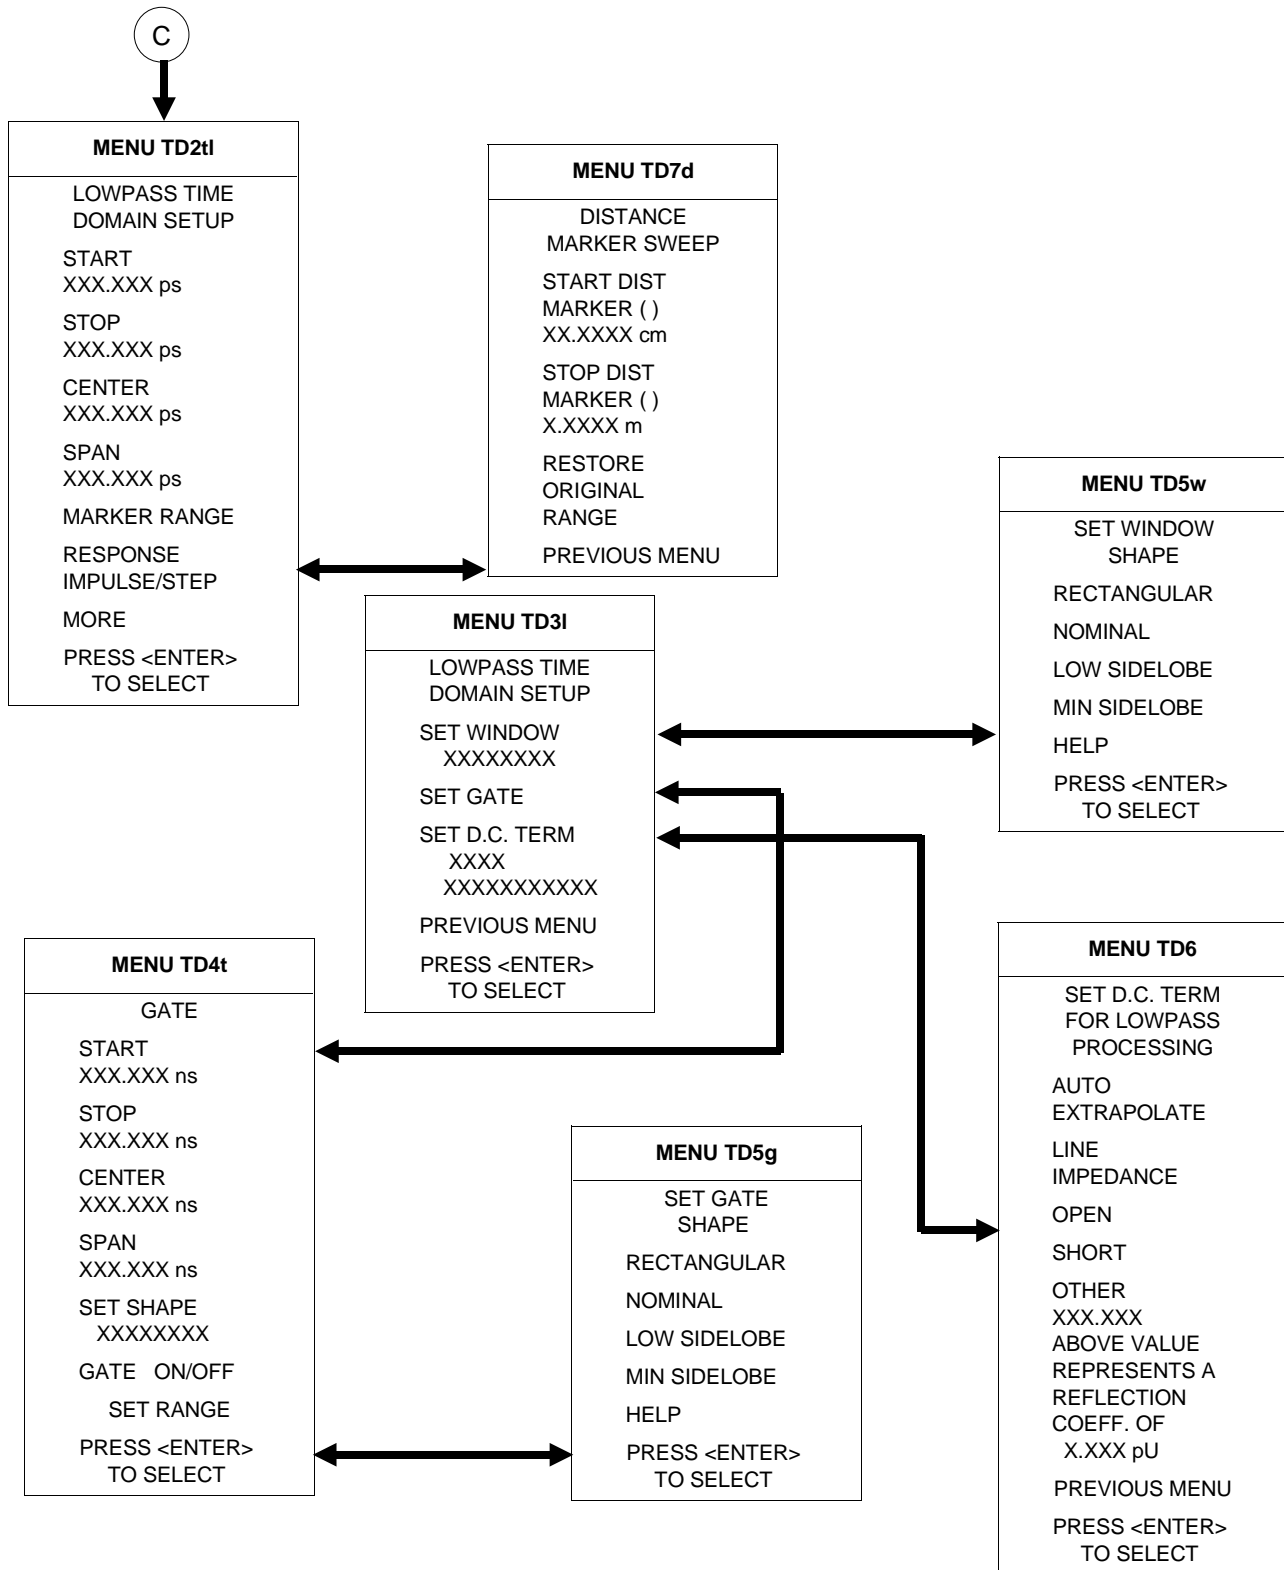 C
MENU TD2tl
LOWPASS TIME
DOMAIN SETUP
START
XXX.XXX ps
STOP
XXX.XXX ps
CENTER
XXX.XXX ps
SPAN
XXX.XXX ps
MARKER RANGE
RESPONSE
IMPULSE/STEP
MORE
PRESS <ENTER>
TO SELECT
MENU TD7d
DISTANCE
MARKER SWEEP
START DIST
MARKER ( )
XX.XXXX cm
STOP DIST
MARKER ( )
X.XXXX m
RESTORE
ORIGINAL
RANGE
PREVIOUS MENU
MENU TD3l
LOWPASS TIME
DOMAIN SETUP
SET WINDOW
XXXXXXXX
SET GATE
SET D.C. TERM
XXXX
XXXXXXXXXXX
PREVIOUS MENU
PRESS <ENTER>
TO SELECT
MENU TD5w
SET WINDOW
SHAPE
RECTANGULAR
NOMINAL
LOW SIDELOBE
MIN SIDELOBE
HELP
PRESS <ENTER>
TO SELECT
MENU TD4t
GATE
START
XXX.XXX ns
STOP
XXX.XXX ns
CENTER
XXX.XXX ns
SPAN
XXX.XXX ns
SET SHAPE
XXXXXXXX
GATE ON/OFF
SET RANGE
PRESS <ENTER>
TO SELECT
MENU TD5g
SET GATE
SHAPE
RECTANGULAR
NOMINAL
LOW SIDELOBE
MIN SIDELOBE
HELP
PRESS <ENTER>
TO SELECT
MENU TD6
SET D.C. TERM
FOR LOWPASS
PROCESSING
AUTO
EXTRAPOLATE
LINE
IMPEDANCE
OPEN
SHORT
OTHER
XXX.XXX
ABOVE VALUE
REPRESENTS A
REFLECTION
COEFF. OF
X.XXX pU
PREVIOUS MENU
PRESS <ENTER>
TO SELECT